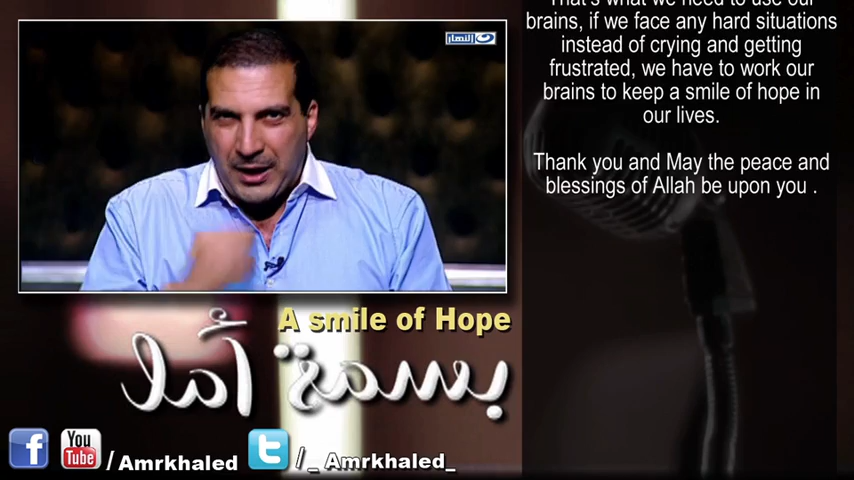 That's what we need to use our
brains, if we face any hard situations
instead of crying and getting
frustrated, we have to work our
brains to keep a smile of hope in
our lives.
Thank you and May the peace and
blessings of Allah be upon you .
النهار
A smile of Hope
بسمة أمل
f
You
Tube
/Amrkhaled
/_ Amrkhaled_